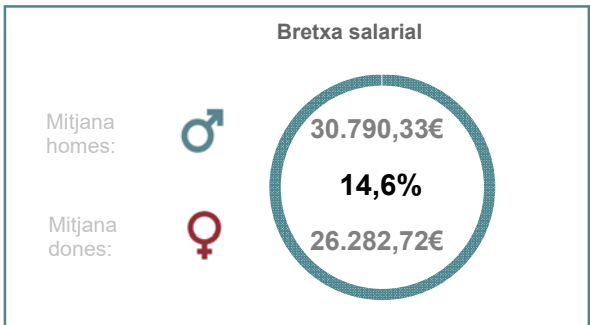 Bretxa salarial
Mitjana
homes:
30.790,33€
14,6%
Mitjana
dones:
26.282,72€